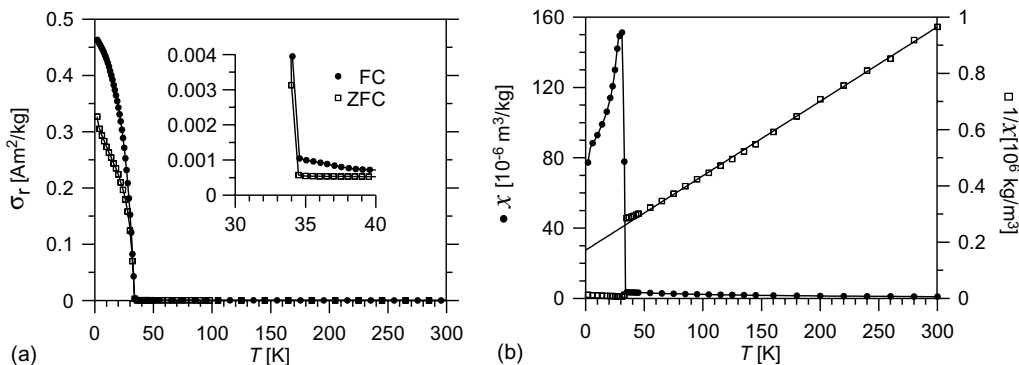 0.5
0.4
0.3
0.2
0.1
0
σr [Am²/kg]
0.004
0.003
0.002
0.001
0
30 35 40
FC
ZFC
0 50 100 150 200 250 300
T [K]
(a)
160
120
80
40
0
χ [10⁻⁶ m³/kg]
1
0.8
0.6
0.4
0.2
0
1/χ[10⁶ kg/m³]
0 50 100 150 200 250 300
T [K]
(b)